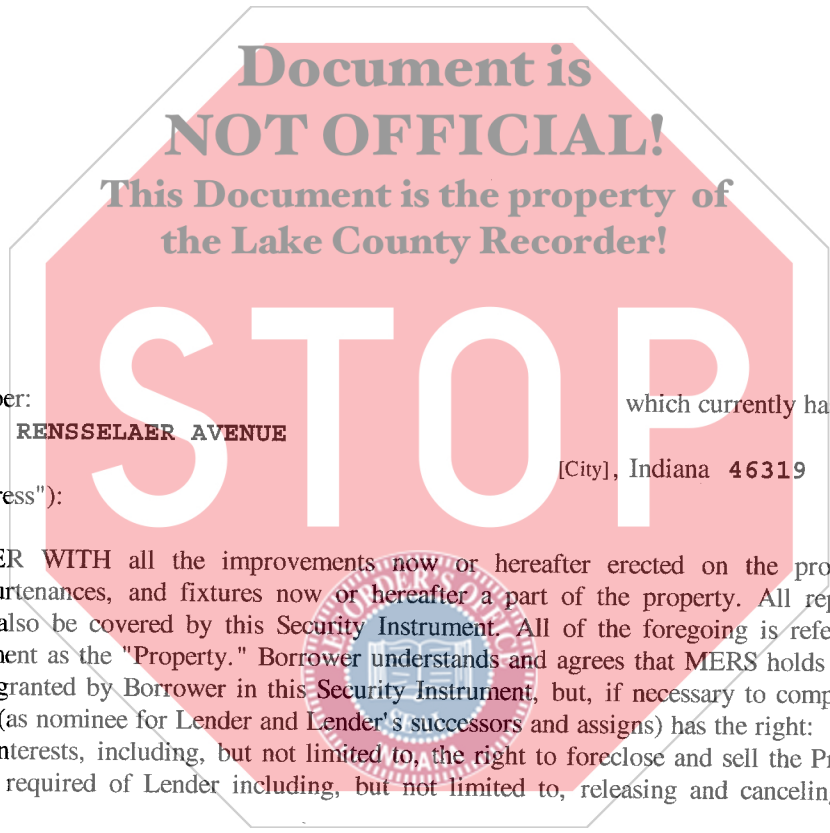 Document is
NOT OFFICIAL!
This Document is the property of
the Lake County Recorder!
STOP
ber:
which currently ha
RENSSELAER AVENUE
[City], Indiana 46319
ress"):
ER WITH all the improvements now or hereafter erected on the pro
urtenances, and fixtures now or hereafter a part of the property. All rep
also be covered by this Security Instrument. All of the foregoing is refe
ment as the "Property." Borrower understands and agrees that MERS holds
granted by Borrower in this Security Instrument, but, if necessary to comp
(as nominee for Lender and Lender's successors and assigns) has the right:
nterests, including, but not limited to, the right to foreclose and sell the Pr
required of Lender including, but not limited to, releasing and canceling
RECORDER'S OFFICE
INDIANA